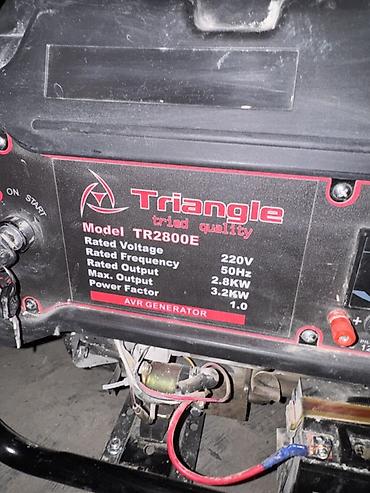 ON START
Triangle
tried quality
Model TR2800E
Rated Voltage 220V
Rated Frequency 50Hz
Rated Output 2.8KW
Max. Output 3.2KW
Power Factor 1.0
AVR GENERATOR
+